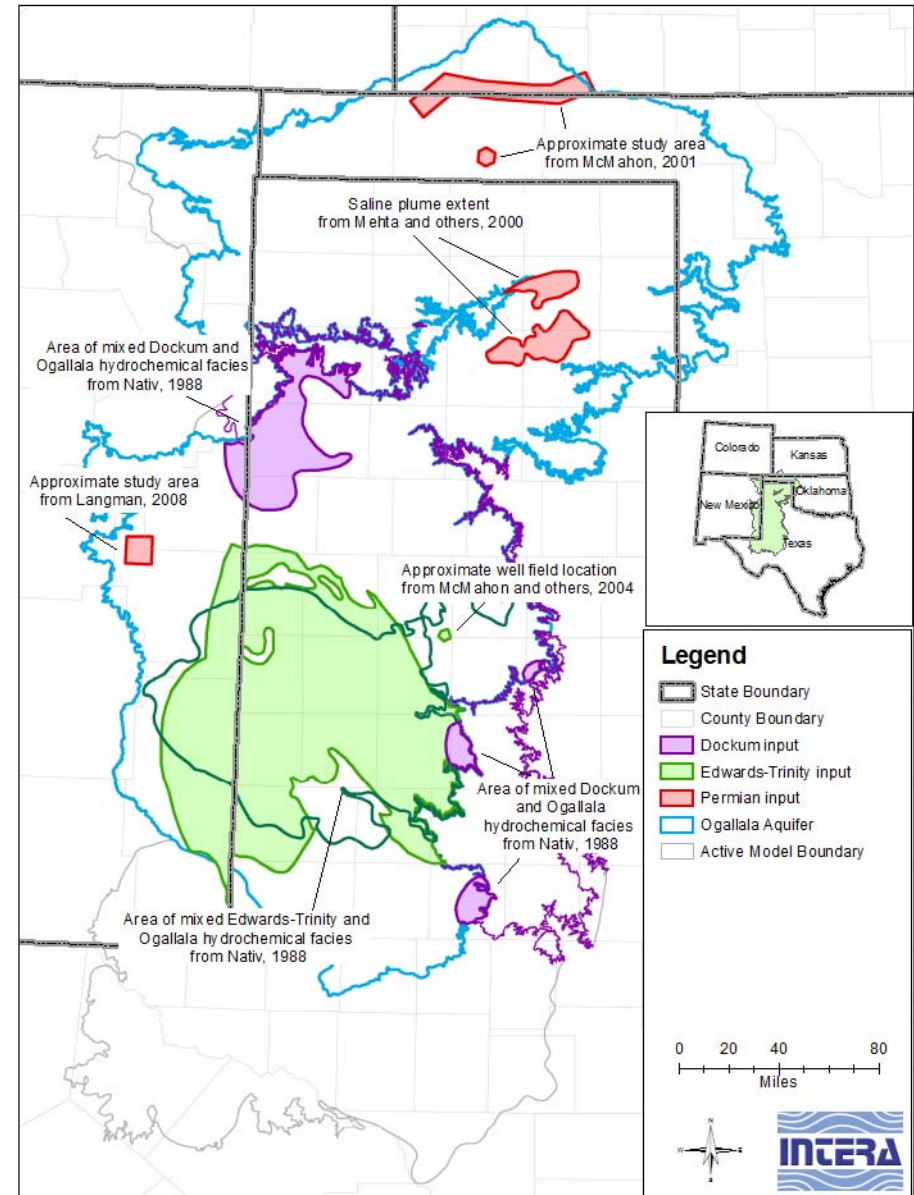 Approximate study area
from McMahon, 2001
Saline plume extent
from Mehta and others, 2000
Area of mixed Dockum and
Ogallala hydrochemical facies
from Nativ, 1988
Approximate study area
from Langman, 2008
Approximate well field location
from McMahon and others, 2004
Area of mixed Dockum
and Ogallala
hydrochemical facies
from Nativ, 1988
Area of mixed Edwards-Trinity and
Ogallala hydrochemical facies
from Nativ, 1988
Colorado
Kansas
New Mexico
Oklahoma
Texas
Legend
State Boundary
County Boundary
Dockum input
Edwards-Trinity input
Permian input
Ogallala Aquifer
Active Model Boundary
0 20 40 80
Miles
N
W E
S
INTERA